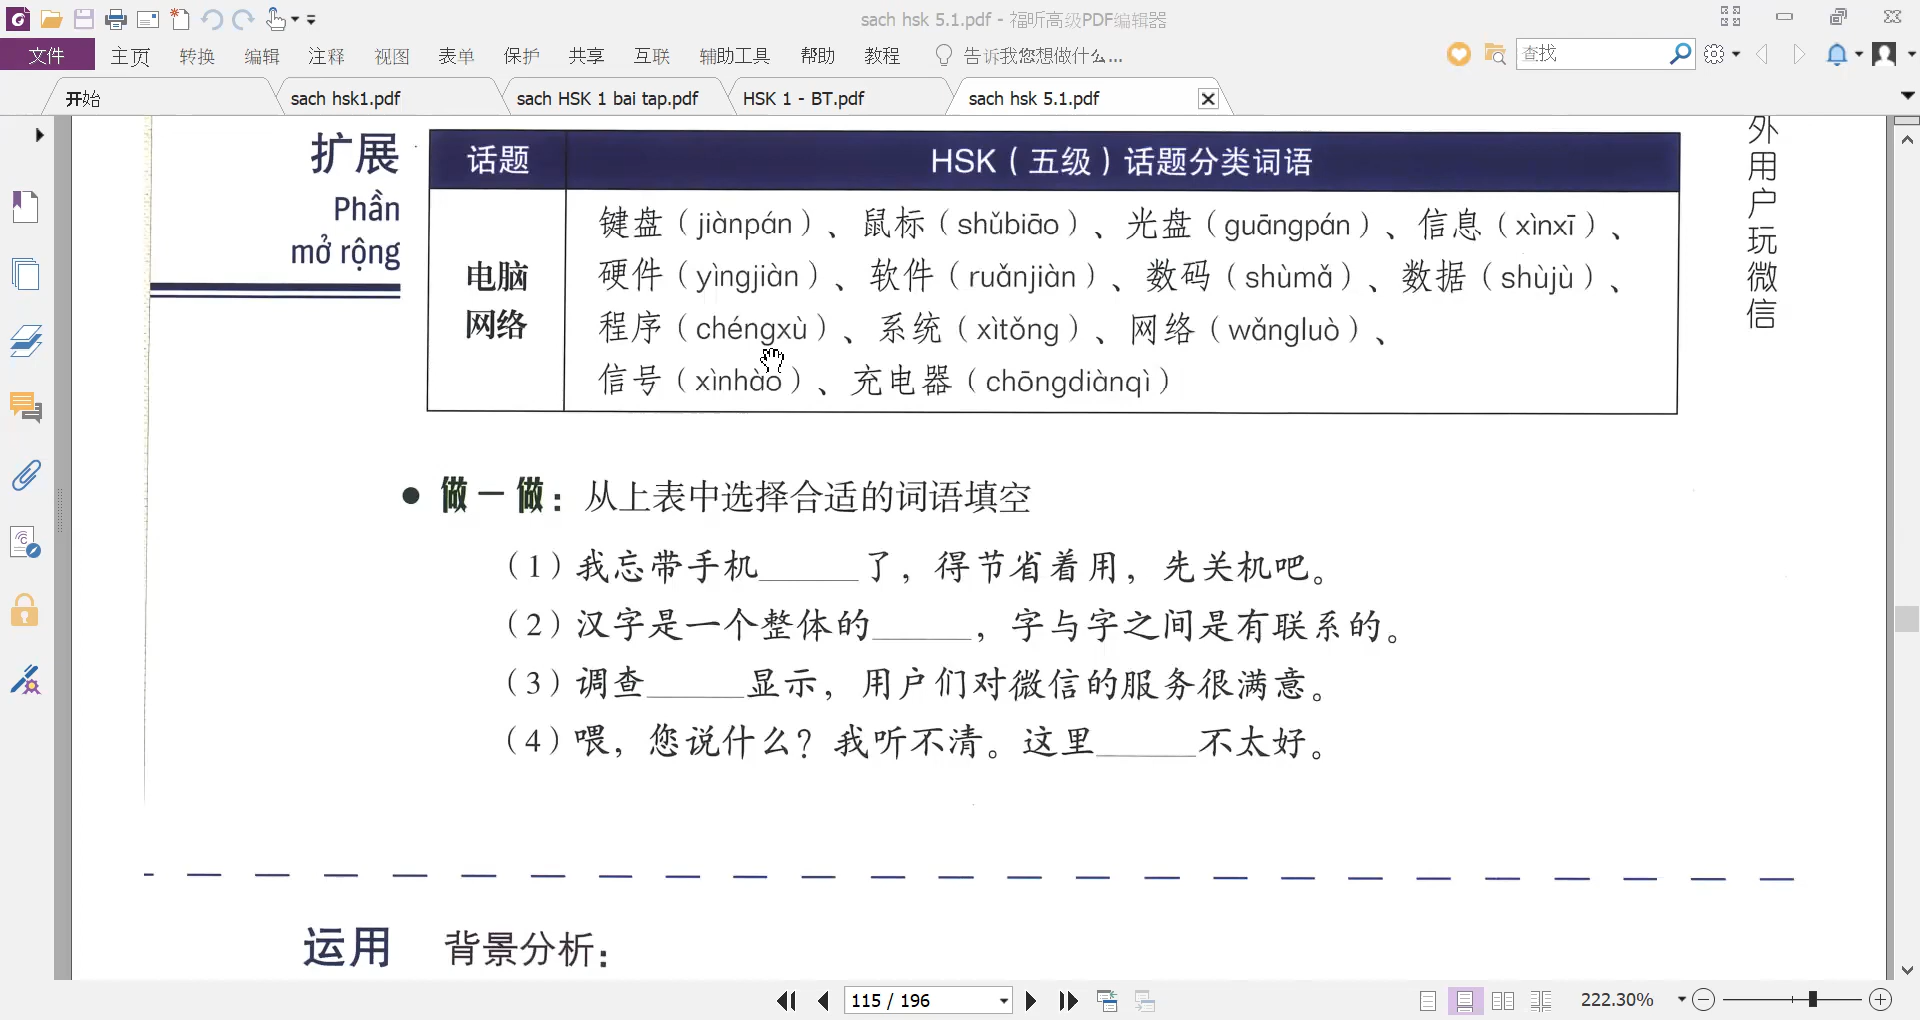 sach hsk 5.1.pdf - 福昕高级PDF编辑器
文件 主页 转换 编辑 注释 视图 表单 保护 共享 互联 辅助工具 帮助 教程 告诉我您想做什么... 查找
开始 sach hsk1.pdf sach HSK 1 bai tap.pdf HSK 1 - BT.pdf sach hsk 5.1.pdf
扩展
Phần
mở rộng
话题 HSK（五级）话题分类词语
电脑
网络
键盘（jiànpán）、鼠标（shǔbiāo）、光盘（guāngpán）、信息（xìnxī）、
硬件（yìngjiàn）、软件（ruǎnjiàn）、数码（shùmǎ）、数据（shùjù）、
程序（chéngxù）、系统（xìtǒng）、网络（wǎngluò）、
信号（xìnhào）、充电器（chōngdiànqì）
外用户玩微信
● 做一做：从上表中选择合适的词语填空
（1）我忘带手机______了，得节省着用，先关机吧。
（2）汉字是一个整体的______，字与字之间是有联系的。
（3）调查______显示，用户们对微信的服务很满意。
（4）喂，您说什么？我听不清。这里______不太好。
运用 背景分析：
115 / 196 222.30%